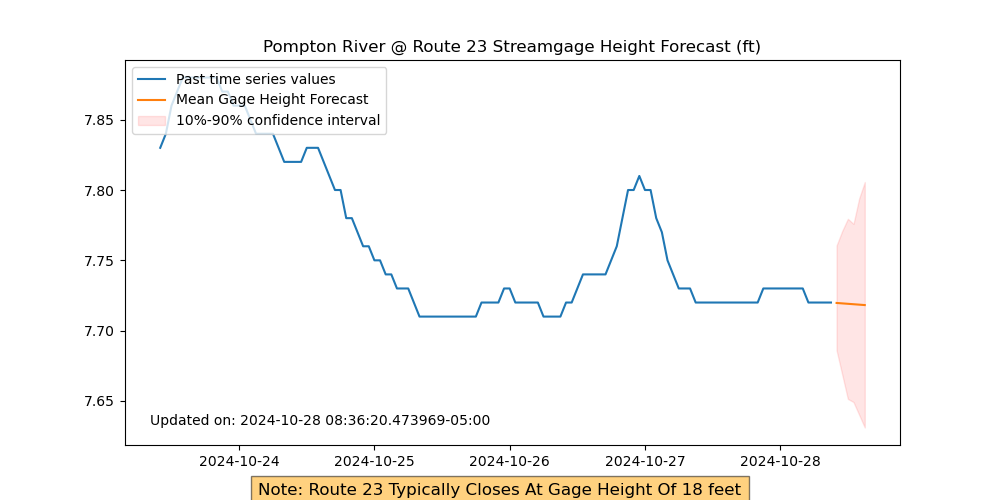 Pompton River @ Route 23 Streamgage Height Forecast (ft)
Past time series values
Mean Gage Height Forecast
10%-90% confidence interval
7.85
7.80
7.75
7.70
7.65
Updated on: 2024-10-28 08:36:20.473969-05:00
2024-10-24
2024-10-25
2024-10-26
2024-10-27
2024-10-28
Note: Route 23 Typically Closes At Gage Height Of 18 feet